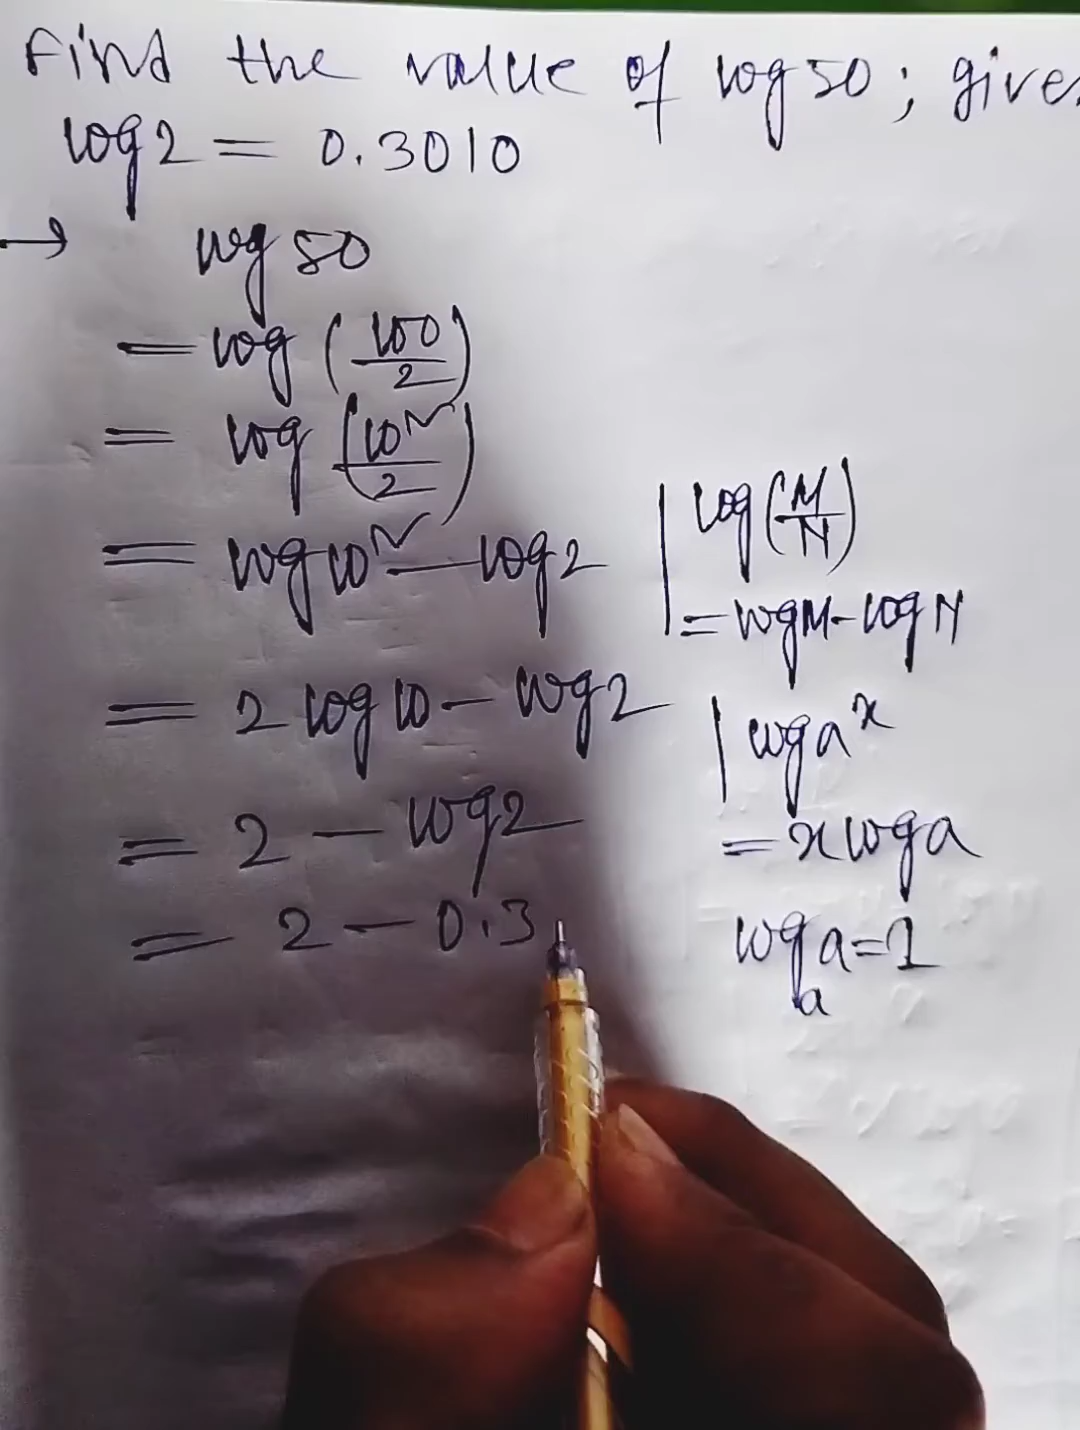 Find the value of log 50; given
log 2 = 0.3010
→ log 50
= log (100/2)
= log (10²/2)
= log 10² - log 2
= 2 log 10 - log 2
= 2 - log 2
= 2 - 0.3
| log (M/N)
= log M - log N
| log aˣ
= x log a
logₐ a = 1